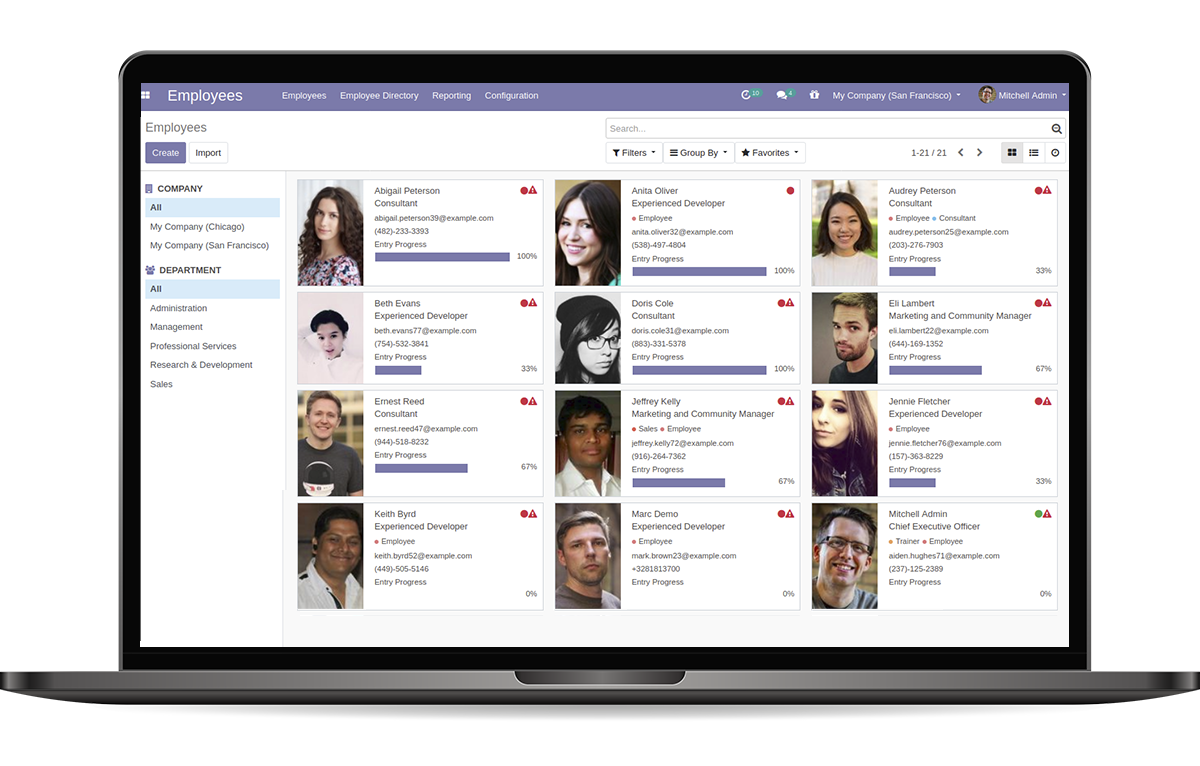 Employees
Employees Employee Directory Reporting Configuration
10 4 My Company (San Francisco) Mitchell Admin
Employees
Search...
Create Import
Filters Group By Favorites
1-21 / 21
COMPANY
All
My Company (Chicago)
My Company (San Francisco)
DEPARTMENT
All
Administration
Management
Professional Services
Research & Development
Sales
Abigail Peterson
Consultant
abigail.peterson39@example.com
(482)-233-3393
Entry Progress
100%
Anita Oliver
Experienced Developer
Employee
anita.oliver32@example.com
(538)-497-4804
Entry Progress
100%
Audrey Peterson
Consultant
Employee Consultant
audrey.peterson25@example.com
(203)-276-7903
Entry Progress
33%
Beth Evans
Experienced Developer
beth.evans77@example.com
(754)-532-3841
Entry Progress
33%
Doris Cole
Consultant
doris.cole31@example.com
(883)-331-5378
Entry Progress
100%
Eli Lambert
Marketing and Community Manager
eli.lambert22@example.com
(644)-169-1352
Entry Progress
67%
Ernest Reed
Consultant
ernest.reed47@example.com
(944)-518-8232
Entry Progress
67%
Jeffrey Kelly
Marketing and Community Manager
Sales Employee
jeffrey.kelly72@example.com
(916)-264-7362
Entry Progress
67%
Jennie Fletcher
Experienced Developer
Employee
jennie.fletcher76@example.com
(157)-363-8229
Entry Progress
33%
Keith Byrd
Experienced Developer
Employee
keith.byrd52@example.com
(449)-505-5146
Entry Progress
0%
Marc Demo
Experienced Developer
Employee
mark.brown23@example.com
+3281813700
Entry Progress
0%
Mitchell Admin
Chief Executive Officer
Trainer Employee
aiden.hughes71@example.com
(237)-125-2389
Entry Progress
0%